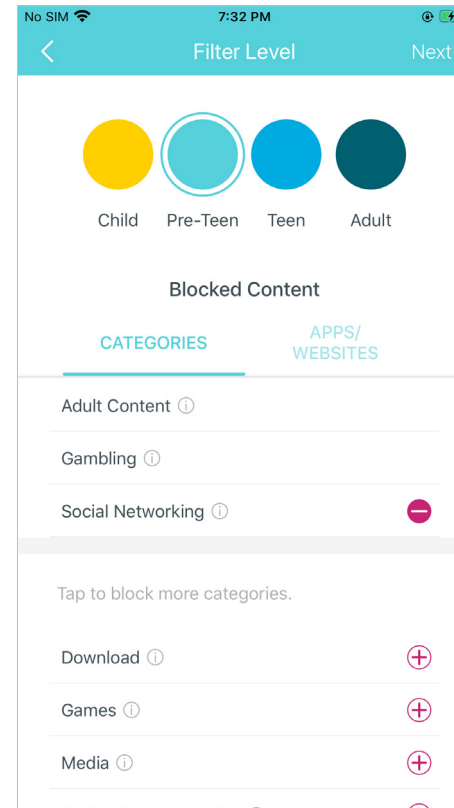 No SIM 7:32 PM
Filter Level Next
Child Pre-Teen Teen Adult
Blocked Content
CATEGORIES
APPS/
WEBSITES
Adult Content
Gambling
Social Networking
Tap to block more categories.
Download
Games
Media